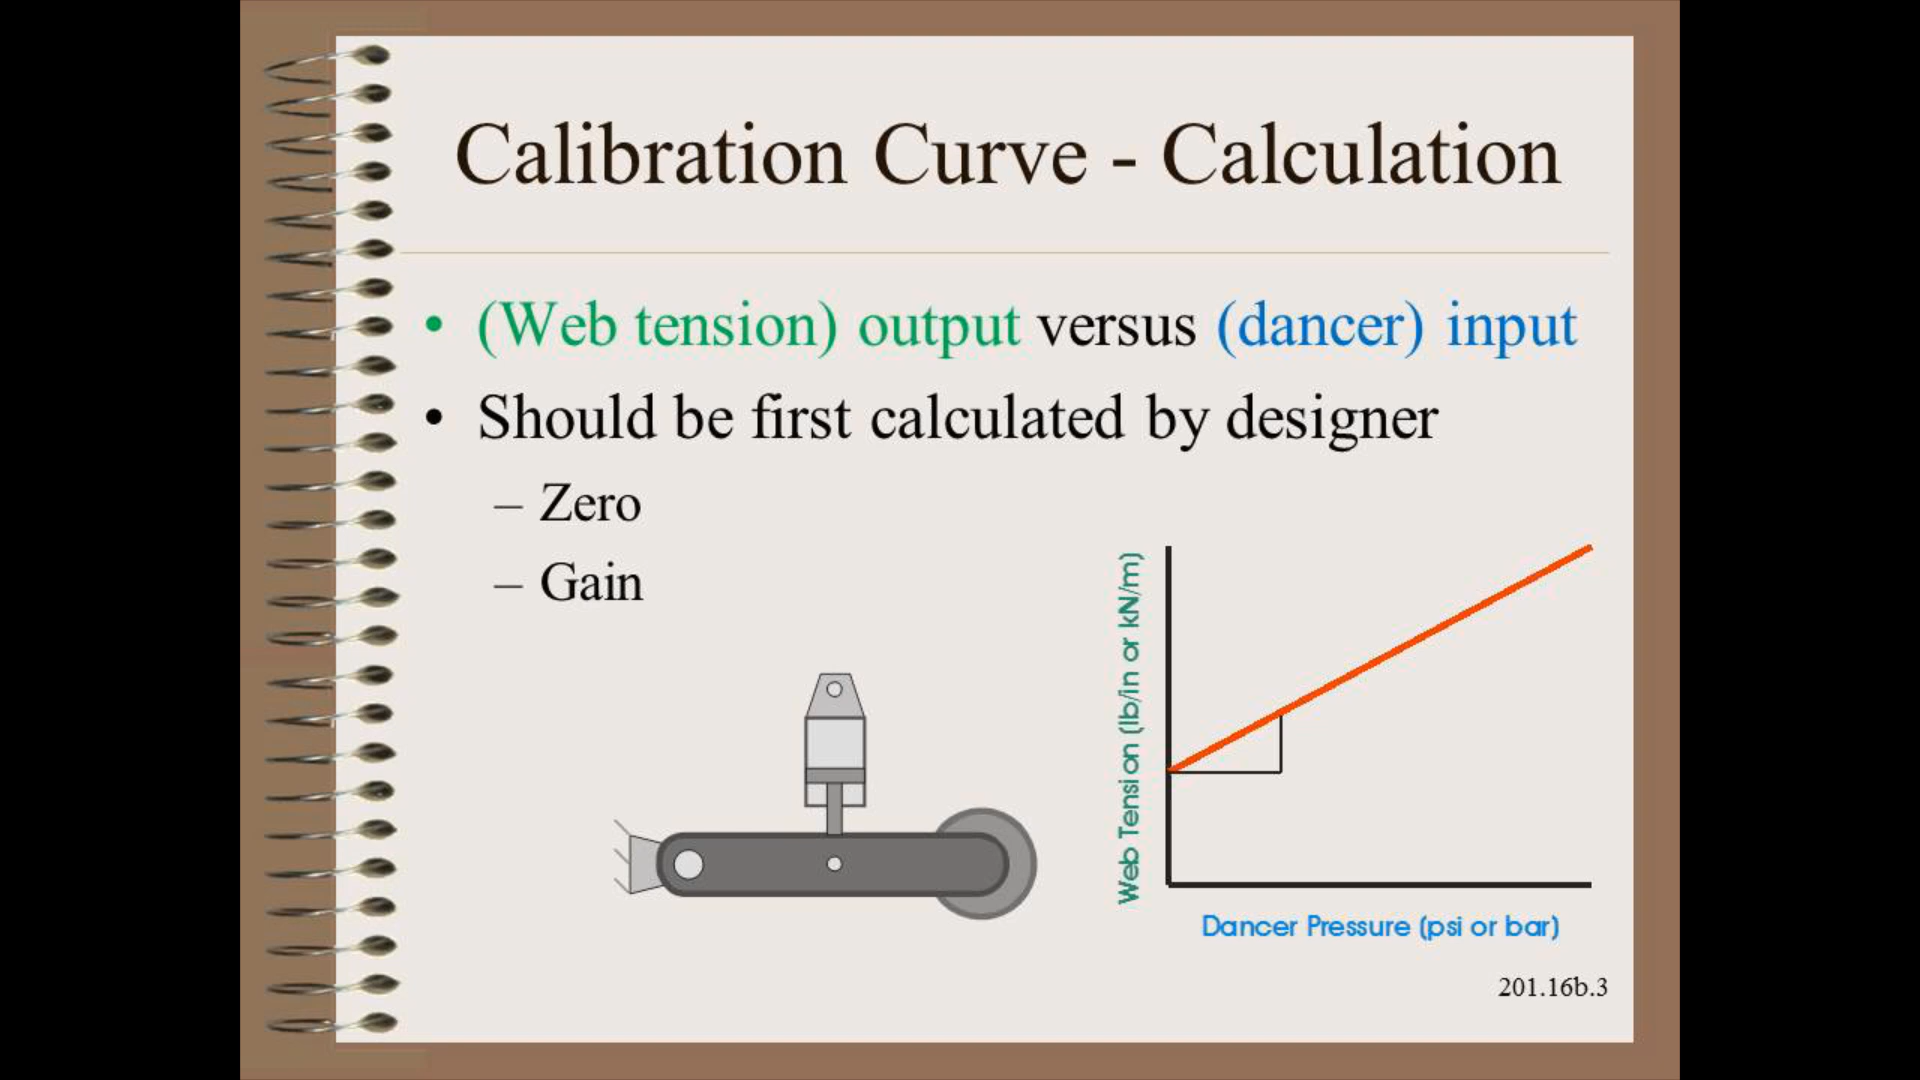 Calibration Curve - Calculation
• (Web tension) output versus (dancer) input
• Should be first calculated by designer
– Zero
– Gain
Web Tension (lb/in or kN/m)
Dancer Pressure (psi or bar)
201.16b.3